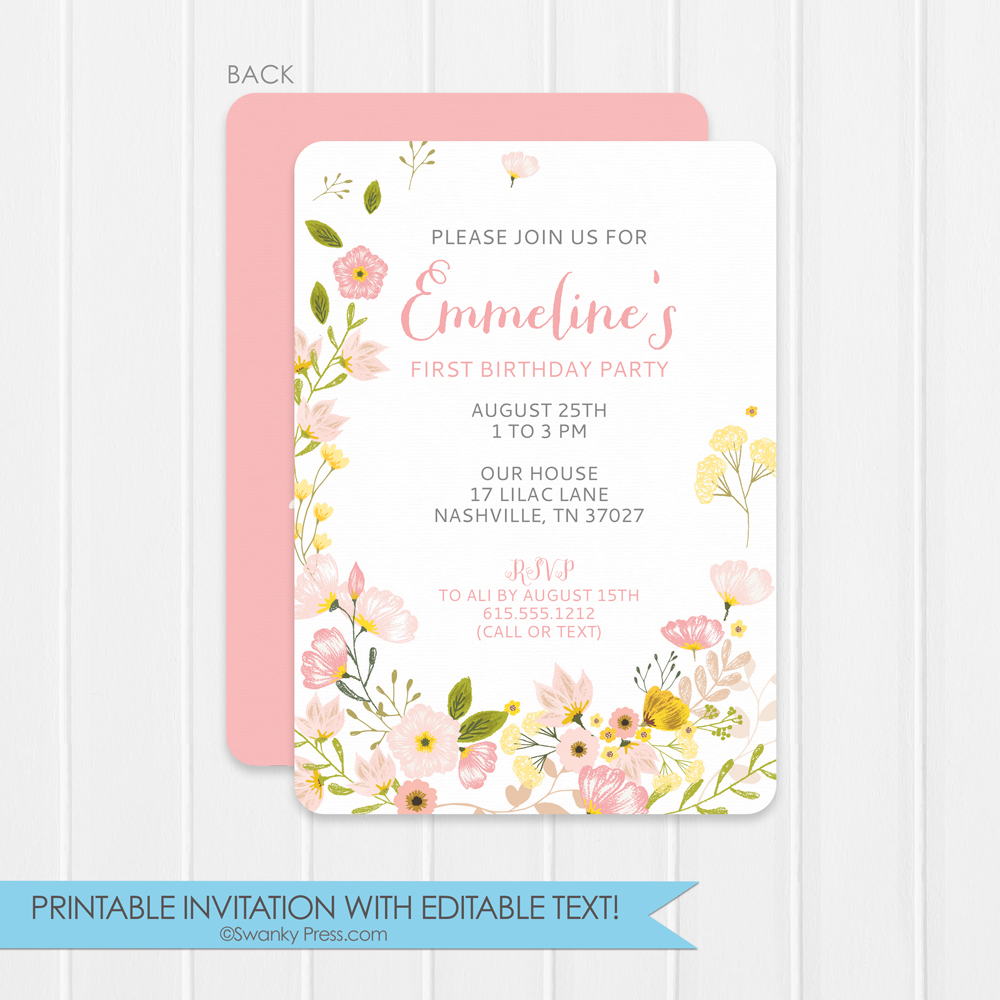 BACK
PLEASE JOIN US FOR
Emmeline's
FIRST BIRTHDAY PARTY
AUGUST 25TH
1 TO 3 PM
OUR HOUSE
17 LILAC LANE
NASHVILLE, TN 37027
RSVP
TO ALI BY AUGUST 15TH
615.555.1212
(CALL OR TEXT)
PRINTABLE INVITATION WITH EDITABLE TEXT!
©Swanky Press.com